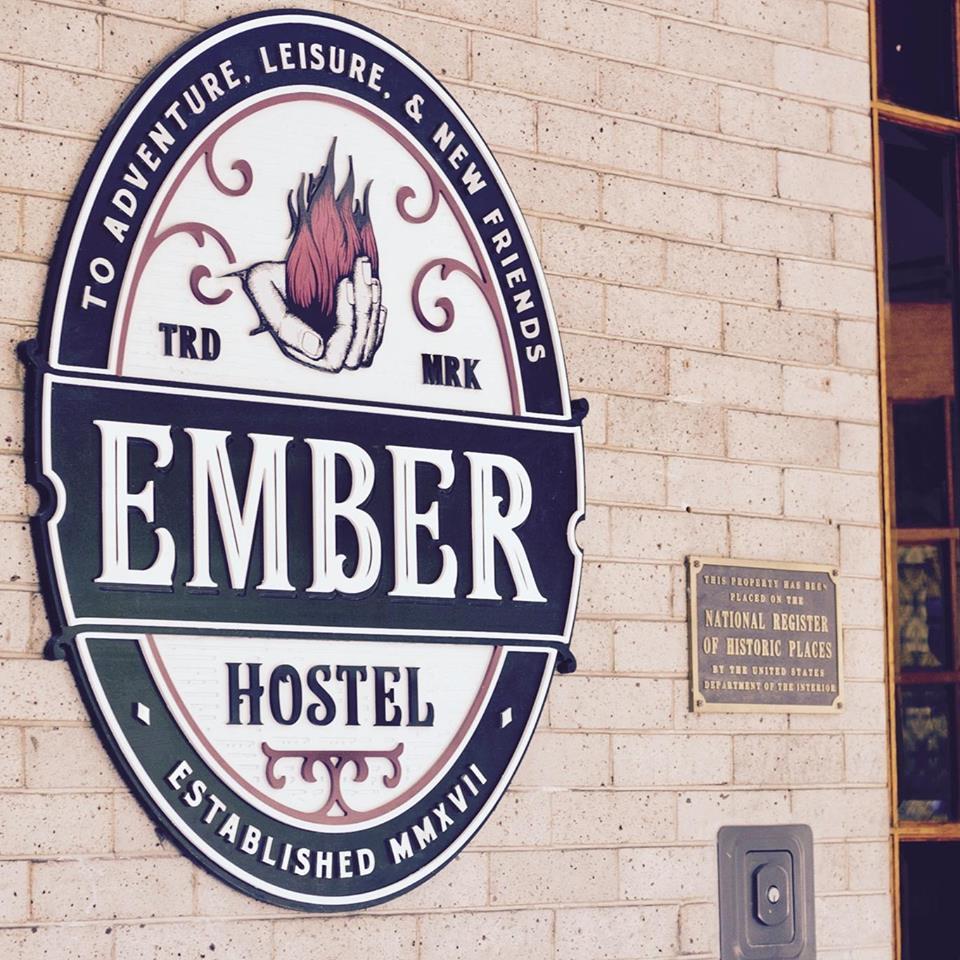 TO ADVENTURE, LEISURE, & NEW FRIENDS
TRD MRK
EMBER
HOSTEL
ESTABLISHED MMXVII
THIS PROPERTY HAS BEEN
PLACED ON THE
NATIONAL REGISTER
OF HISTORIC PLACES
BY THE UNITED STATES
DEPARTMENT OF THE INTERIOR